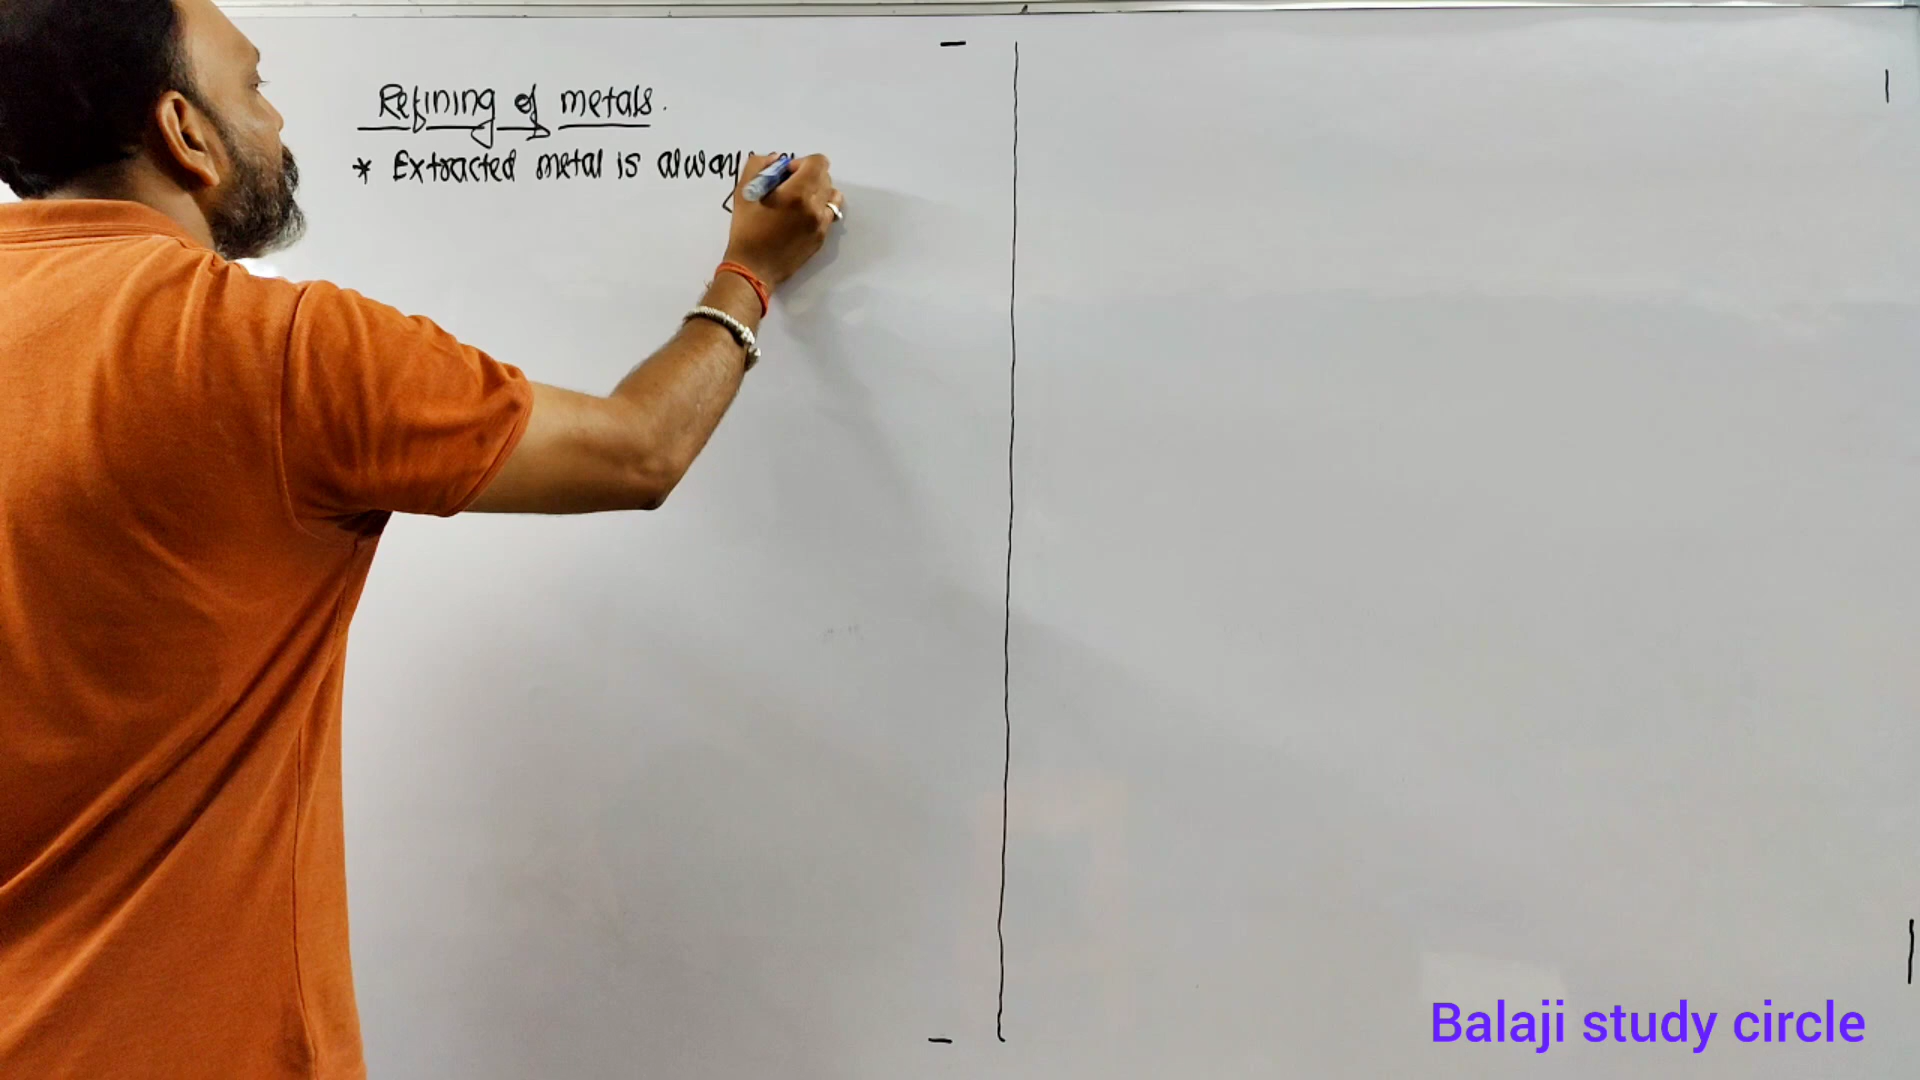 Refining of metals.
* Extracted metal is always
Balaji study circle